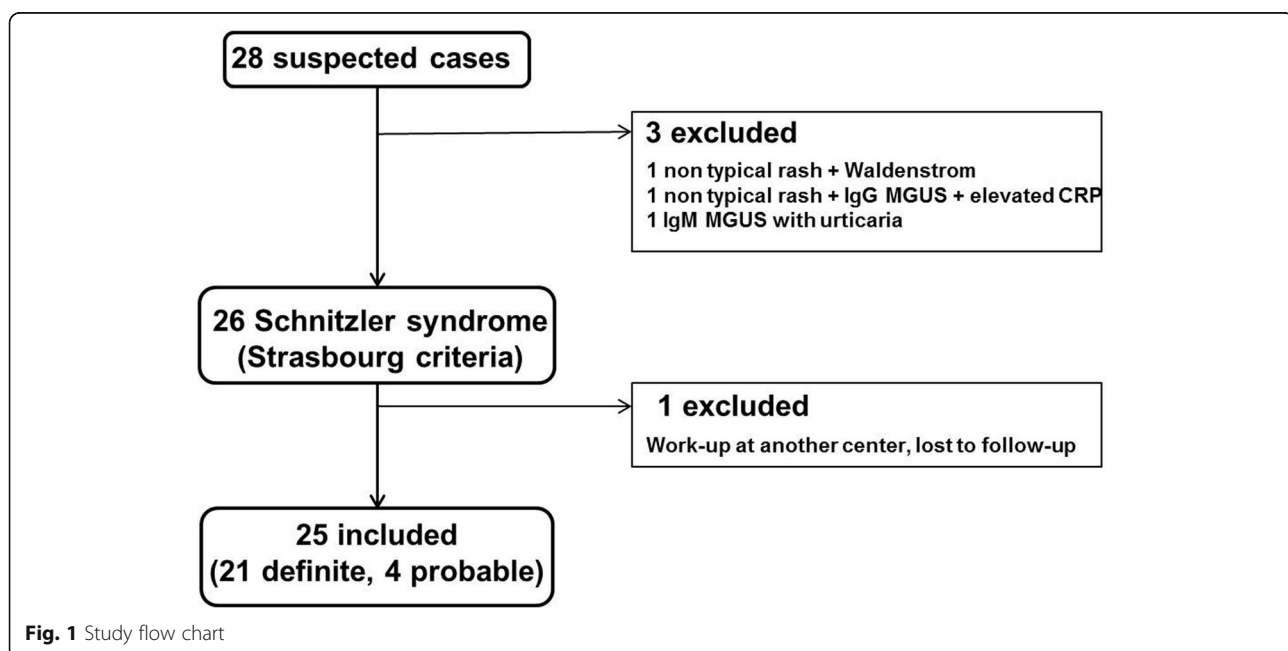 28 suspected cases
3 excluded
1 non typical rash + Waldenstrom
1 non typical rash + IgG MGUS + elevated CRP
1 IgM MGUS with urticaria
26 Schnitzler syndrome
(Strasbourg criteria)
1 excluded
Work-up at another center, lost to follow-up
25 included
(21 definite, 4 probable)
Fig. 1 Study flow chart